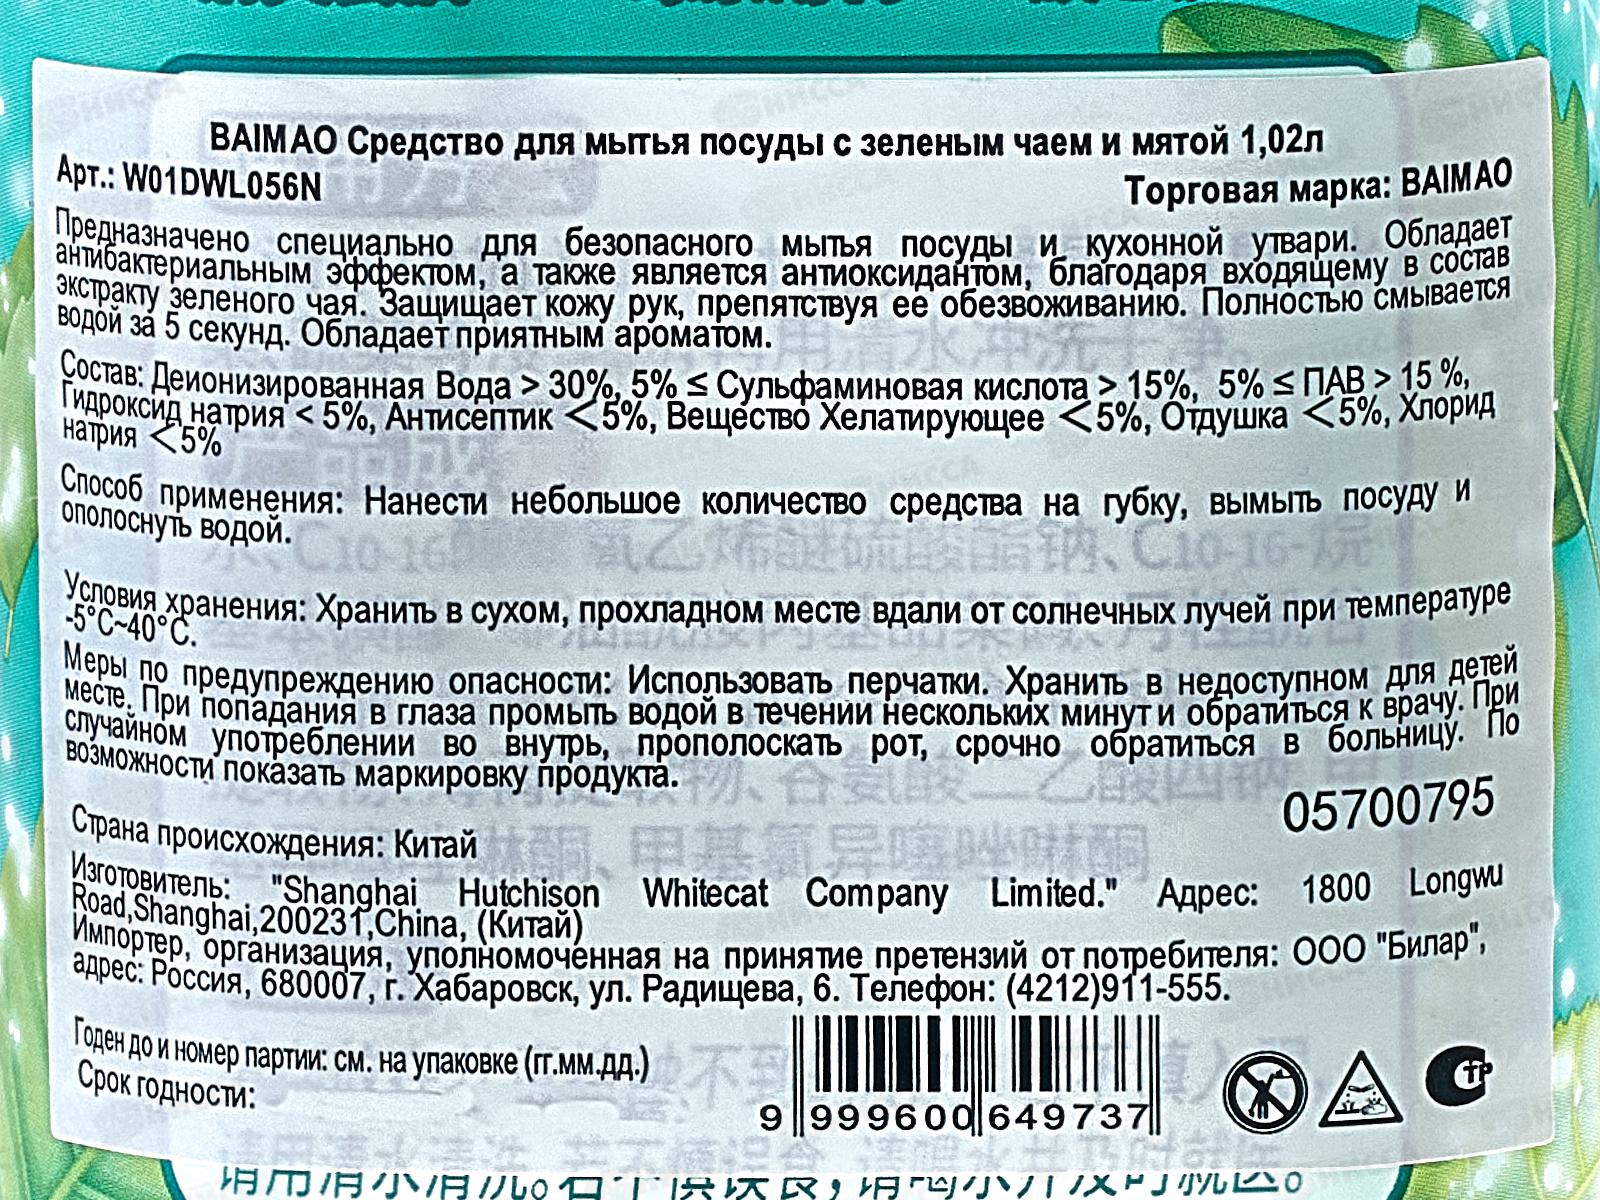 BAIMAO Средство для мытья посуды с зеленым чаем и мятой 1,02л
Арт.: W01DWL056N
Торговая марка: BAIMAO
Предназначено специально для безопасного мытья посуды и кухонной утвари. Обладает
антибактериальным эффектом, а также является антиоксидантом, благодаря входящему в состав
экстракту зеленого чая. Защищает кожу рук, препятствуя ее обезвоживанию. Полностью смывается
водой за 5 секунд. Обладает приятным ароматом.
Состав: Деионизированная Вода > 30%, 5% ≤ Сульфаминовая кислота > 15%, 5% ≤ ПАВ > 15 %,
Гидроксид натрия < 5%, Антисептик <5%, Вещество Хелатирующее <5%, Отдушка <5%, Хлорид
натрия <5%
Способ применения: Нанести небольшое количество средства на губку, вымыть посуду и
ополоснуть водой.
Условия хранения: Хранить в сухом, прохладном месте вдали от солнечных лучей при температуре
-5°C~40°C.
Меры по предупреждению опасности: Использовать перчатки. Хранить в недоступном для детей
месте. При попадания в глаза промыть водой в течении нескольких минут и обратиться к врачу. При
случайном употреблении во внутрь, прополоскать рот, срочно обратиться в больницу. По
возможности показать маркировку продукта.
05700795
Страна происхождения: Китай
Изготовитель: "Shanghai Hutchison Whitecat Company Limited." Адрес: 1800 Longwu
Road,Shanghai,200231,China, (Китай)
Импортер, организация, уполномоченная на принятие претензий от потребителя: ООО "Билар",
адрес: Россия, 680007, г. Хабаровск, ул. Радищева, 6. Телефон: (4212)911-555.
Годен до и номер партии: см. на упаковке (гг.мм.дд.)
Срок годности:
9 999600 649737
СТР